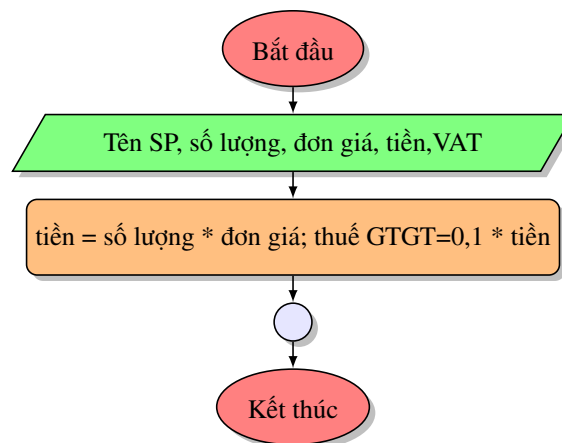 Bắt đầu
Tên SP, số lượng, đơn giá, tiền,VAT
tiền = số lượng * đơn giá; thuế GTGT=0,1 * tiền
Kết thúc